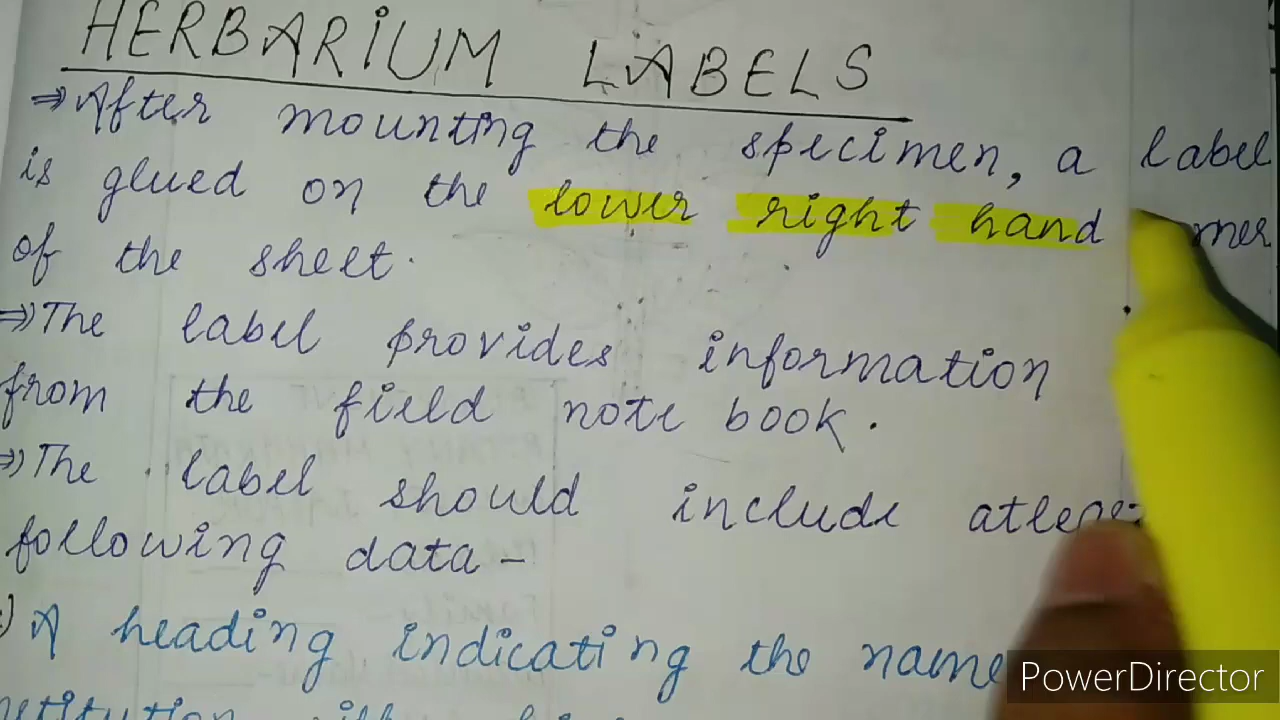 HERBARIUM LABELS
⇒ After mounting the specimen, a label
is glued on the lower right hand
of the sheet.
⇒ The label provides information
from the field note book.
⇒ The label should include
following data -
A heading indicating the name
PowerDirector